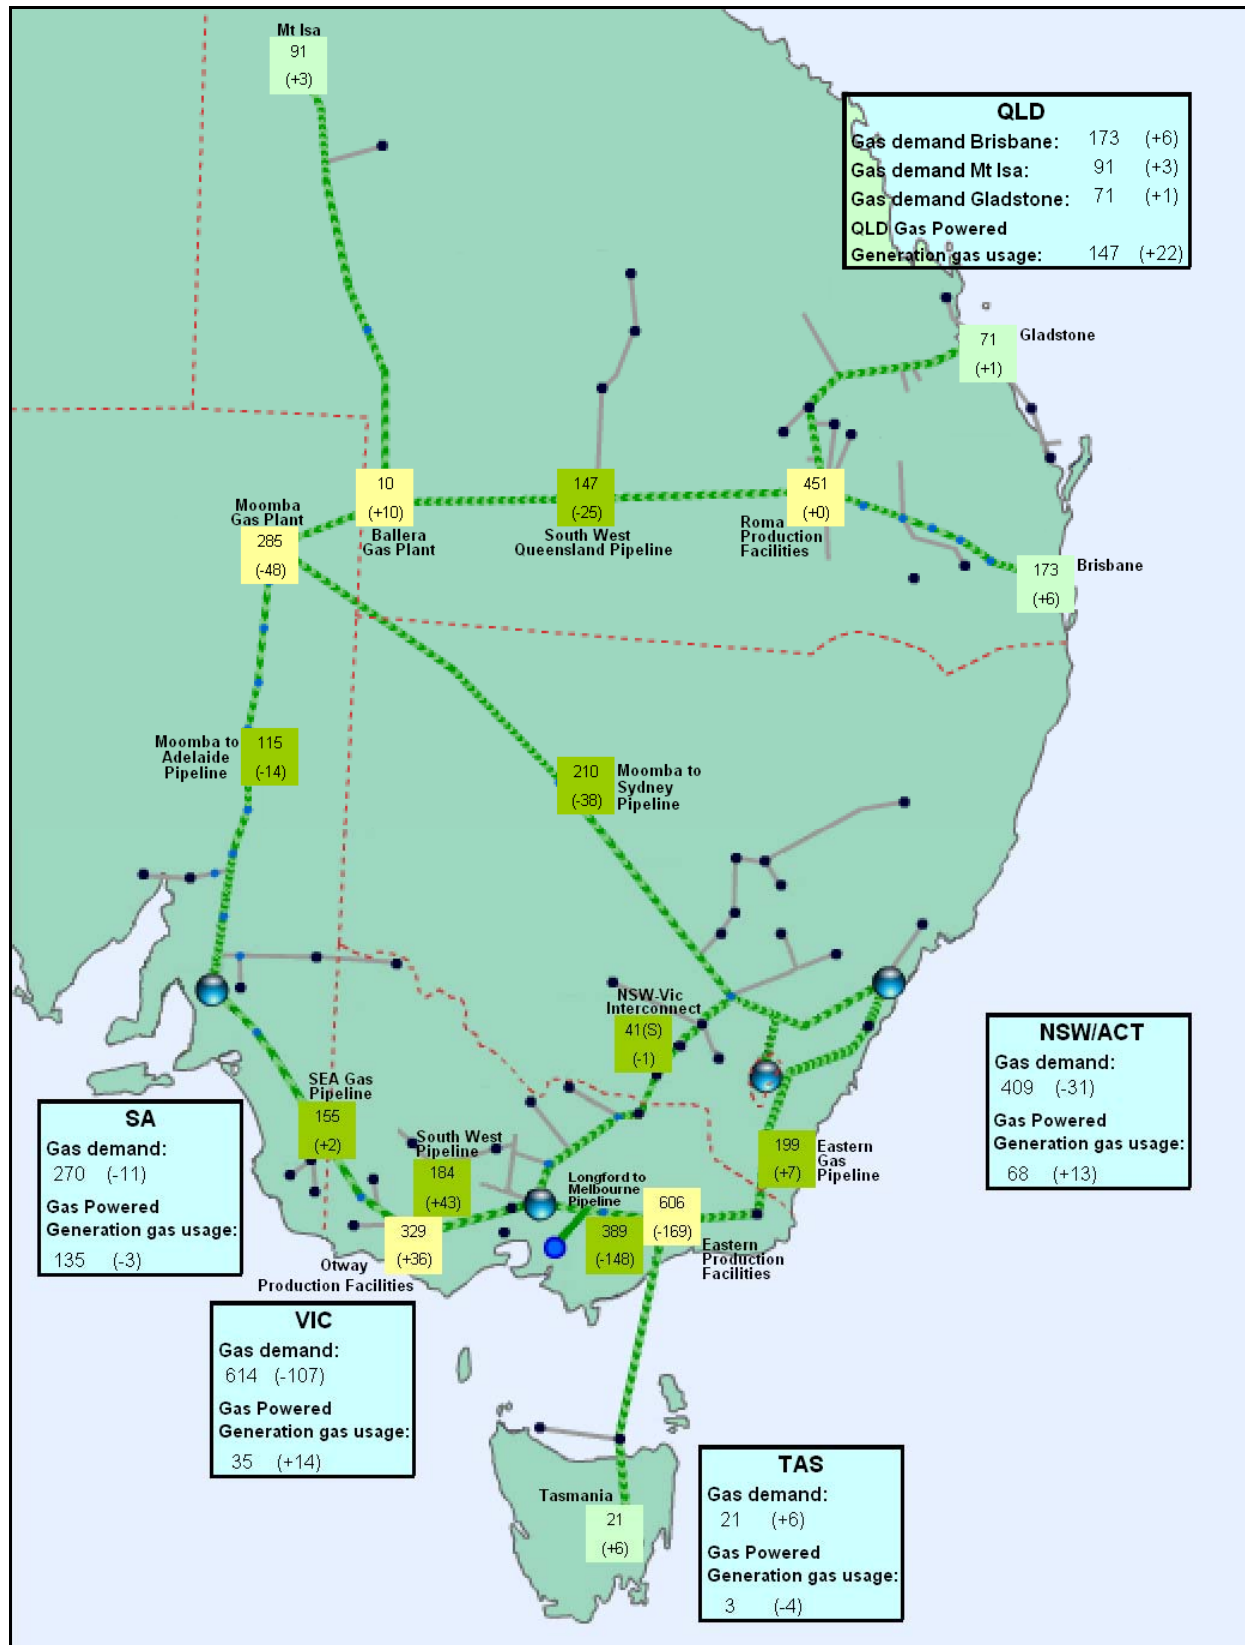 Mt Isa
91
(+3)
QLD
Gas demand Brisbane: 173 (+6)
Gas demand Mt Isa: 91 (+3)
Gas demand Gladstone: 71 (+1)
QLD Gas Powered
Generation gas usage: 147 (+22)
71
(+1)
Gladstone
10
(+10)
Ballera
Gas Plant
147
(-25)
South West
Queensland Pipeline
451
(+0)
Roma
Production
Facilities
Moomba
Gas Plant
285
(-48)
173
(+6)
Brisbane
Moomba to
Adelaide
Pipeline
115
(-14)
210
(-38)
Moomba to
Sydney
Pipeline
NSW-Vic
Interconnect
41(S)
(-1)
NSW/ACT
Gas demand:
409 (-31)
Gas Powered
Generation gas usage:
68 (+13)
SEA Gas
Pipeline
155
(+2)
SA
Gas demand:
270 (-11)
Gas Powered
Generation gas usage:
135 (-3)
South West
Pipeline
184
(+43)
199
(+7)
Eastern
Gas
Pipeline
Longford to
Melbourne
Pipeline
389
(-148)
606
(-169)
Eastern
Production
Facilities
329
(+36)
Otway
Production Facilities
VIC
Gas demand:
614 (-107)
Gas Powered
Generation gas usage:
35 (+14)
Tasmania
21
(+6)
TAS
Gas demand:
21 (+6)
Gas Powered
Generation gas usage:
3 (-4)